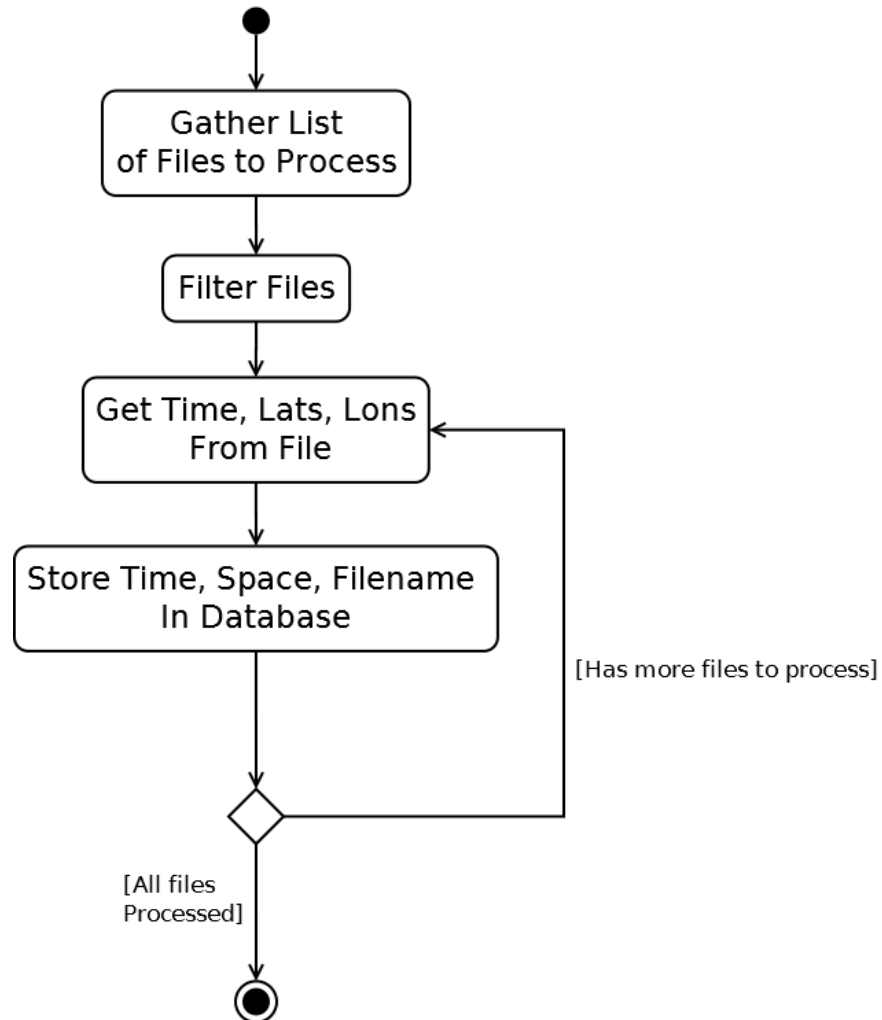 Gather List
of Files to Process
Filter Files
Get Time, Lats, Lons
From File
Store Time, Space, Filename
In Database
[Has more files to process]
[All files
Processed]